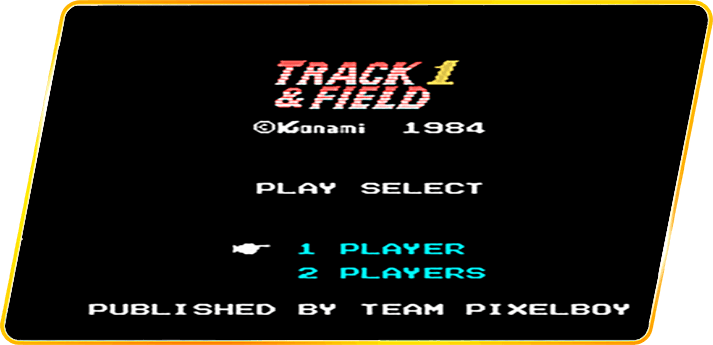 TRACK 1
& FIELD
©Konami 1984
PLAY SELECT
1 PLAYER
2 PLAYERS
PUBLISHED BY TEAM PIXELBOY